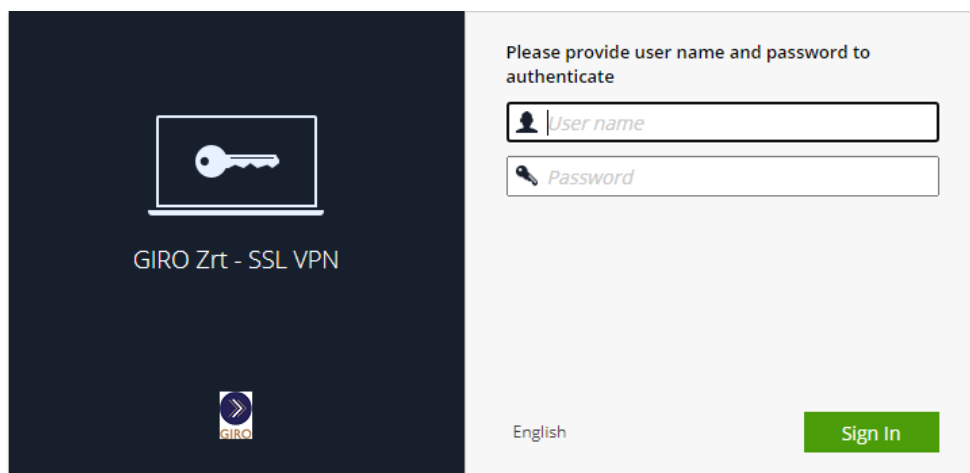 Please provide user name and password to
authenticate
User name
Password
GIRO Zrt - SSL VPN
GIRO
English
Sign In